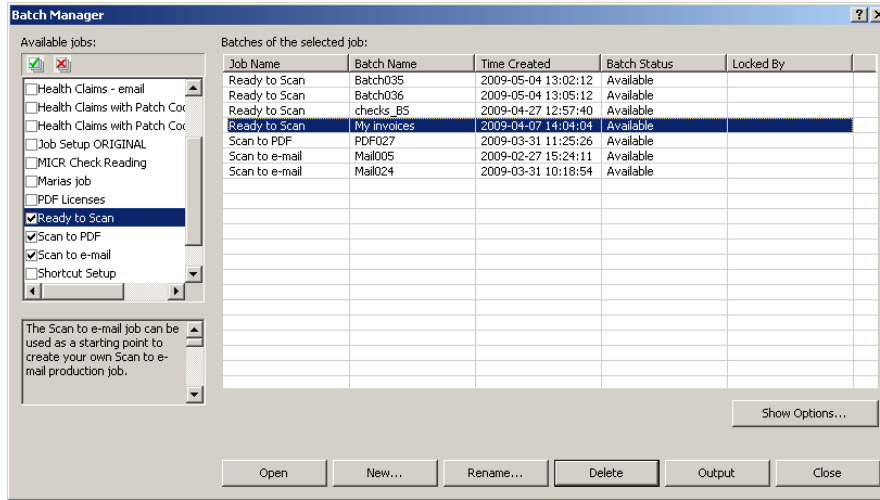 Batch Manager
Available jobs:
Health Claims - email
Health Claims with Patch Coc
Health Claims with Patch Coc
Job Setup ORIGINAL
MICR Check Reading
Marias job
PDF Licenses
Ready to Scan
Scan to PDF
Scan to e-mail
Shortcut Setup
The Scan to e-mail job can be
used as a starting point to
create your own Scan to e-
mail production job.
Batches of the selected job:
Job Name Batch Name Time Created Batch Status Locked By
Ready to Scan Batch035 2009-05-04 13:02:12 Available
Ready to Scan Batch036 2009-05-04 13:05:12 Available
Ready to Scan checks_BS 2009-04-27 12:57:40 Available
Ready to Scan My invoices 2009-04-07 14:04:04 Available
Scan to PDF PDF027 2009-03-31 11:25:26 Available
Scan to e-mail Mail005 2009-02-27 15:24:11 Available
Scan to e-mail Mail024 2009-03-31 10:18:54 Available
Show Options...
Open New... Rename... Delete Output Close